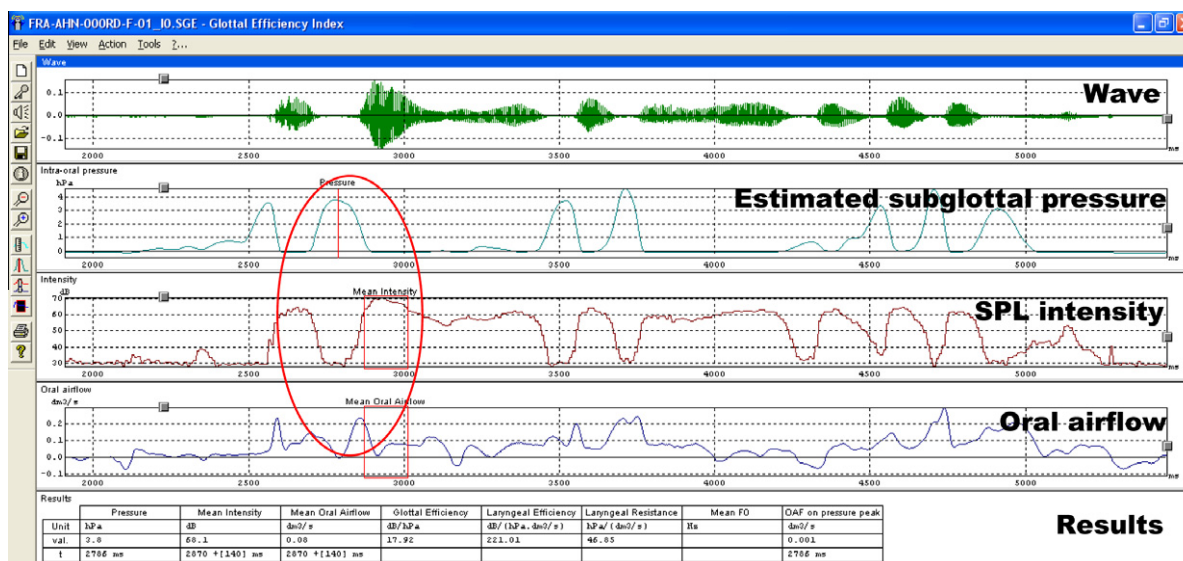 FRA-AHN-000RD-F-01_I0.SGE - Glottal Efficiency Index
File Edit View Action Tools ?...
Wave
0.1
0.0
-0.1
Wave
2000 2500 3000 3500 4000 4500 5000 ms
Intra-oral pressure
hPa
Pressure
4
3
2
1
0
Estimated subglottal pressure
2000 2500 3000 3500 4000 4500 5000 ms
Intensity
dB
Mean Intensity
70
60
50
40
30
SPL intensity
2000 2500 3000 3500 4000 4500 5000 ms
Oral airflow
dm3/s
Mean Oral Airflow
0.2
0.1
0.0
-0.1
Oral airflow
2000 2500 3000 3500 4000 4500 5000 ms
Results
Pressure Mean Intensity Mean Oral Airflow Glottal Efficiency Laryngeal Efficiency Laryngeal Resistance Mean F0 OAF on pressure peak
Unit hPa dB dm3/s dB/hPa dB/(hPa.dm3/s) hPa/(dm3/s) Hz dm3/s
val. 3.8 68.1 0.08 17.92 221.01 46.85 0.001
t 2786 ms 2870 +[140] ms 2870 +[140] ms 2786 ms
Results